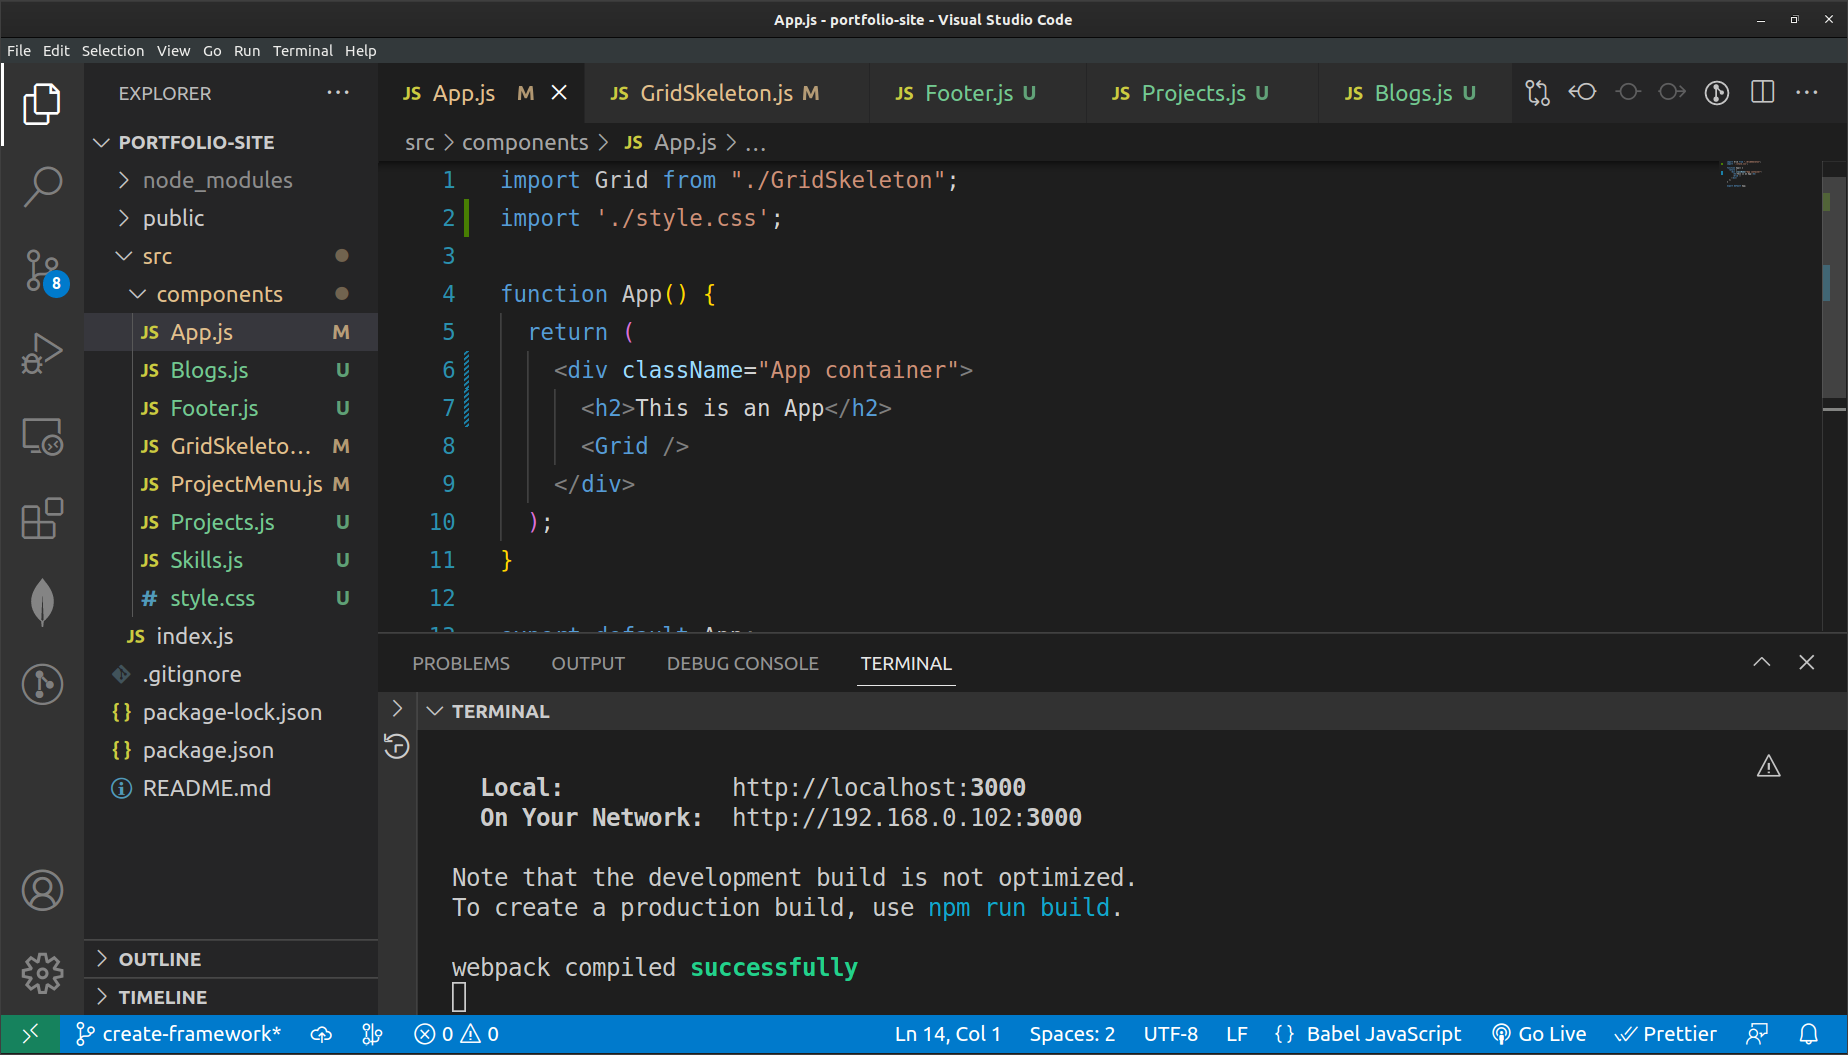 App.js - portfolio-site - Visual Studio Code
File Edit Selection View Go Run Terminal Help
EXPLORER
PORTFOLIO-SITE
node_modules
public
src
components
JS App.js M
JS Blogs.js U
JS Footer.js U
JS GridSkeleto... M
JS ProjectMenu.js M
JS Projects.js U
JS Skills.js U
# style.css U
JS index.js
.gitignore
{} package-lock.json
{} package.json
README.md
OUTLINE
TIMELINE
8
JS App.js M
JS GridSkeleton.js M
JS Footer.js U
JS Projects.js U
JS Blogs.js U
src > components > JS App.js > ...
1 import Grid from "./GridSkeleton";
2 import './style.css';
3
4 function App() {
5 return (
6 <div className="App container">
7 <h2>This is an App</h2>
8 <Grid />
9 </div>
10 );
11 }
12
13 export default App;
PROBLEMS OUTPUT DEBUG CONSOLE TERMINAL
TERMINAL
Local: http://localhost:3000
On Your Network: http://192.168.0.102:3000
Note that the development build is not optimized.
To create a production build, use npm run build.
webpack compiled successfully
create-framework* 0 0 Ln 14, Col 1 Spaces: 2 UTF-8 LF {} Babel JavaScript Go Live Prettier